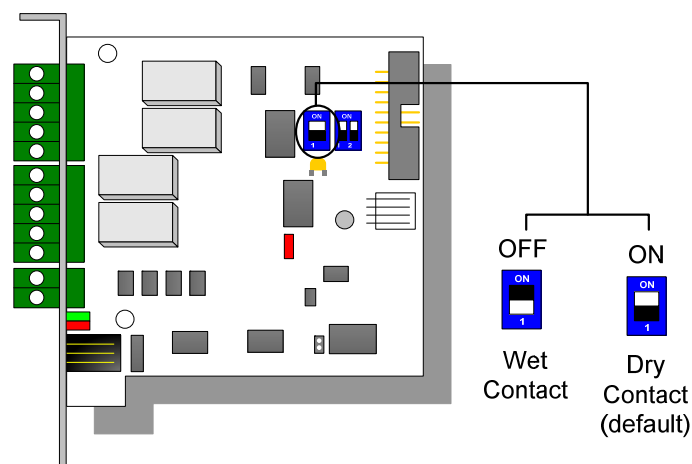 ON
ON
1
1 2
OFF
ON
ON
ON
1
1
Wet
Contact
Dry
Contact
(default)